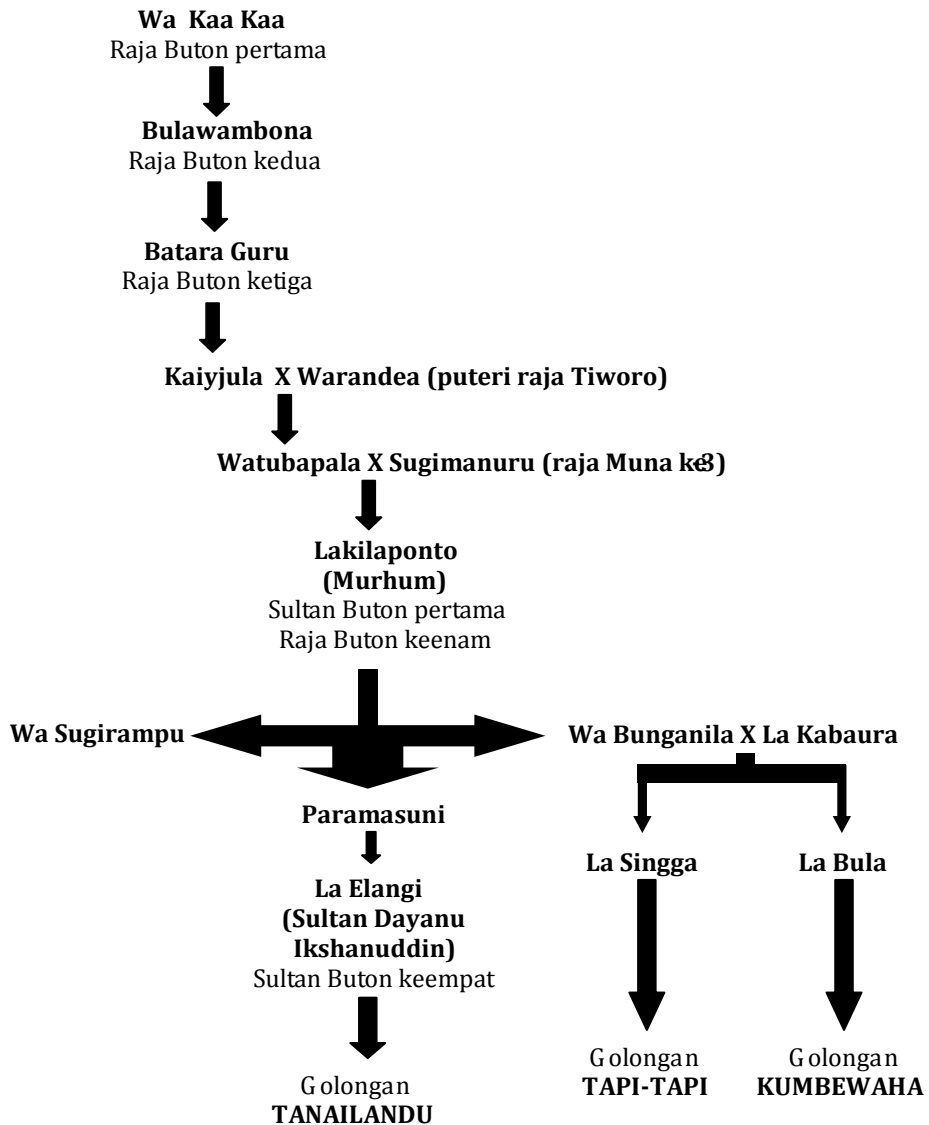 Wa Kaa Kaa
Raja Buton pertama
Bulawambona
Raja Buton kedua
Batara Guru
Raja Buton ketiga
Kaiyjula X Warandea (puteri raja Tiworo)
Watubapala X Sugimanuru (raja Muna ke-3)
Lakilaponto
(Murhum)
Sultan Buton pertama
Raja Buton keenam
Wa Sugirampu
Wa Bunganila X La Kabaura
Paramasuni
La Elangi
(Sultan Dayanu
Ikshanuddin)
Sultan Buton keempat
Golongan
TANAILANDU
La Singga
Golongan
TAPI-TAPI
La Bula
Golongan
KUMBEWAHA